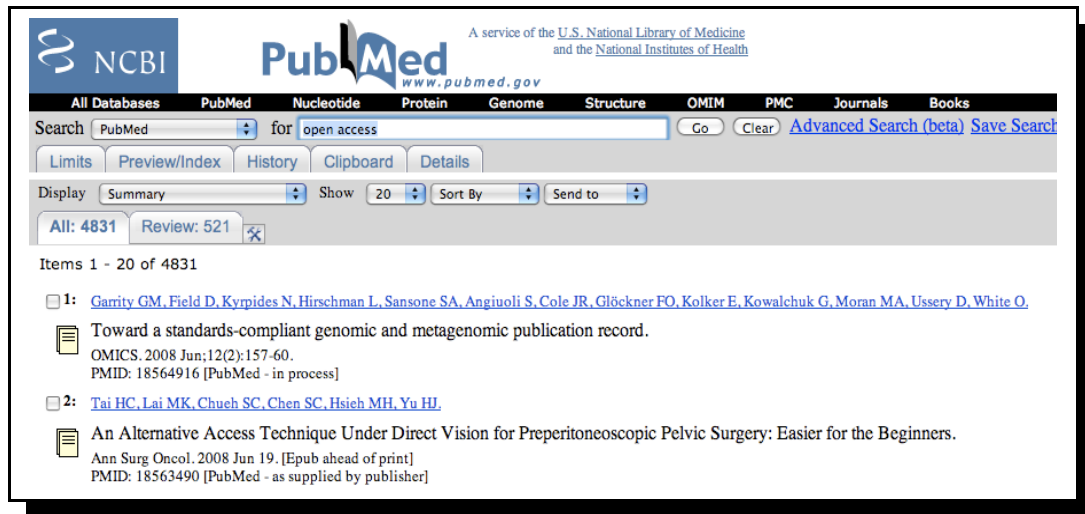 NCBI
PubMed
www.pubmed.gov
A service of the U.S. National Library of Medicine
and the National Institutes of Health
All Databases PubMed Nucleotide Protein Genome Structure OMIM PMC Journals Books
Search PubMed for open access Go Clear Advanced Search (beta) Save Search
Limits Preview/Index History Clipboard Details
Display Summary Show 20 Sort By Send to
All: 4831 Review: 521
Items 1 - 20 of 4831
1: Garrity GM, Field D, Kyrpides N, Hirschman L, Sansone SA, Angiuoli S, Cole JR, Glöckner FO, Kolker E, Kowalchuk G, Moran MA, Ussery D, White O.
Toward a standards-compliant genomic and metagenomic publication record.
OMICS. 2008 Jun;12(2):157-60.
PMID: 18564916 [PubMed - in process]
2: Tai HC, Lai MK, Chueh SC, Chen SC, Hsieh MH, Yu HJ.
An Alternative Access Technique Under Direct Vision for Preperitoneoscopic Pelvic Surgery: Easier for the Beginners.
Ann Surg Oncol. 2008 Jun 19. [Epub ahead of print]
PMID: 18563490 [PubMed - as supplied by publisher]